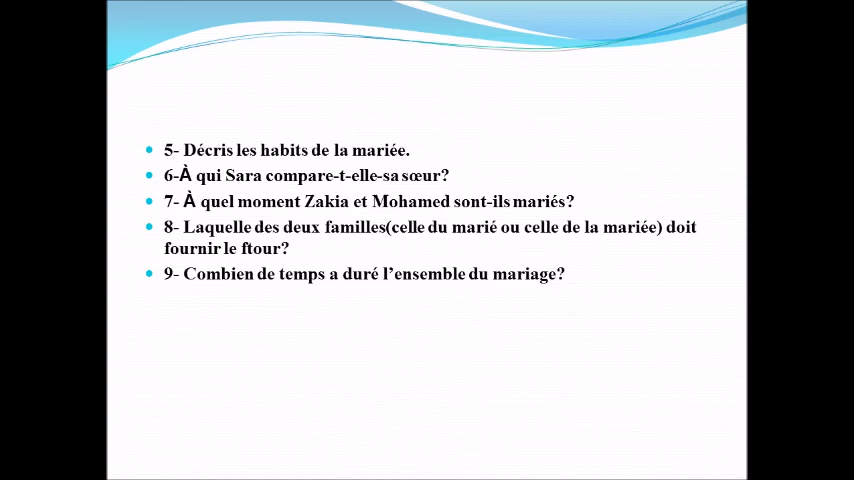 5- Décris les habits de la mariée.
6-À qui Sara compare-t-elle-sa sœur?
7- À quel moment Zakia et Mohamed sont-ils mariés?
8- Laquelle des deux familles(celle du marié ou celle de la mariée) doit
fournir le ftour?
9- Combien de temps a duré l’ensemble du mariage?